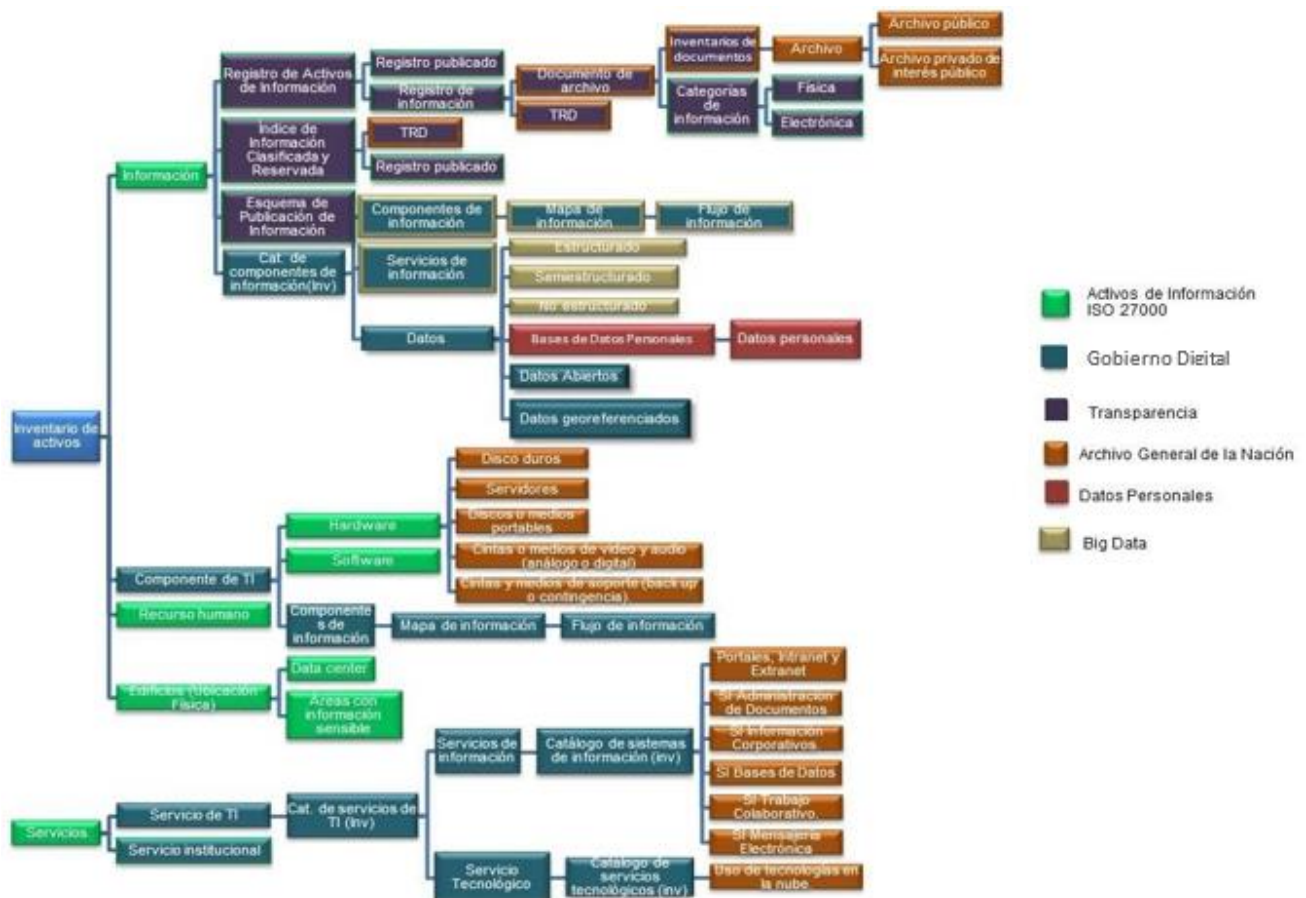 Inventario de
activos
Información
Registro de Activos
de Información
Registro publicado
Registro de
información
Documento de
archivo
Inventarios de
documentos
Archivo
Archivo público
Archivo privado de
interés público
Categorías
de
información
Física
Electrónica
TRD
Índice de
Información
Clasificada y
Reservada
TRD
Registro publicado
Esquema de
Publicación de
Información
Componentes de
información
Mapa de
información
Flujo de
información
Cat. de
componentes de
información(Inv)
Servicios de
información
Datos
Estructurado
Semiestructurado
No estructurado
Bases de Datos Personales
Datos personales
Datos Abiertos
Datos georeferenciados
Componente de TI
Hardware
Disco duros
Servidores
Discos o medios
portables
Cintas o medios de video y audio
(análogo o digital)
Cintas y medios de soporte (back up
o contingencia)
Software
Componente
s de
información
Mapa de información
Flujo de información
Recurso humano
Edificios (Ubicación
Física)
Data center
Áreas con
información
sensible
Servicios
Servicio de TI
Cat. de servicios de
TI (Inv)
Servicios de
información
Catálogo de sistemas
de información (inv)
Portales, Intranet y
Extranet
SI Administración
de Documentos
SI Información
Corporativos
SI Bases de Datos
SI Trabajo
Colaborativo.
SI Mensajería
Electrónica
Servicio
Tecnológico
Catálogo de
servicios
tecnológicos (inv)
Uso de tecnologías en
la nube
Servicio institucional
Activos de Información
ISO 27000
Gobierno Digital
Transparencia
Archivo General de la Nación
Datos Personales
Big Data